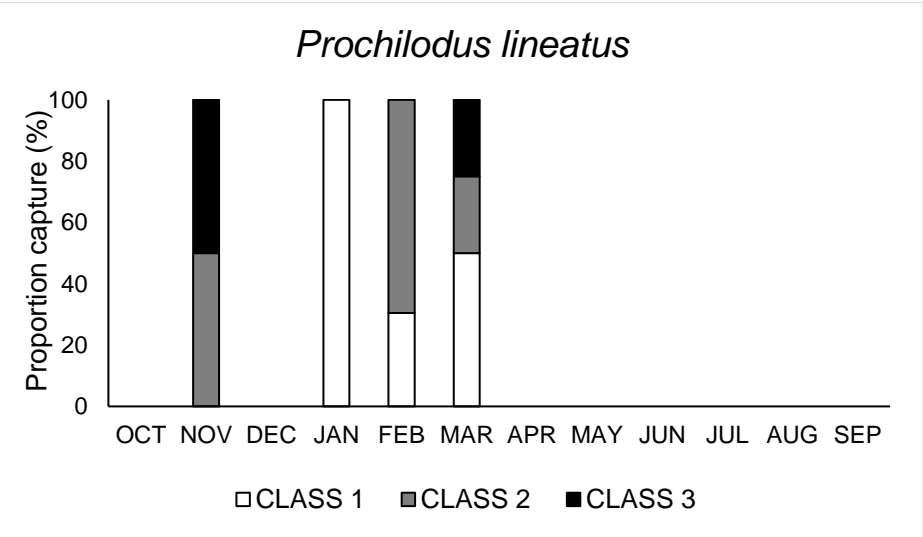 Prochilodus lineatus
Proportion capture (%)
100
80
60
40
20
0
OCT NOV DEC JAN FEB MAR APR MAY JUN JUL AUG SEP
CLASS 1 CLASS 2 CLASS 3